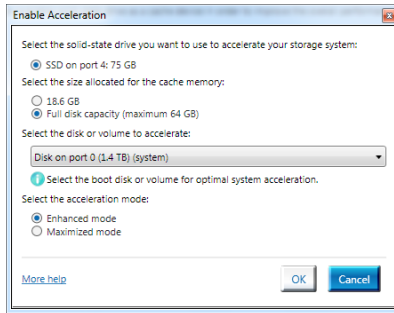 Enable Acceleration
Select the solid-state drive you want to use to accelerate your storage system:
SSD on port 4: 75 GB
Select the size allocated for the cache memory:
18.6 GB
Full disk capacity (maximum 64 GB)
Select the disk or volume to accelerate:
Disk on port 0 (1.4 TB) (system)
Select the boot disk or volume for optimal system acceleration.
Select the acceleration mode:
Enhanced mode
Maximized mode
More help
OK
Cancel